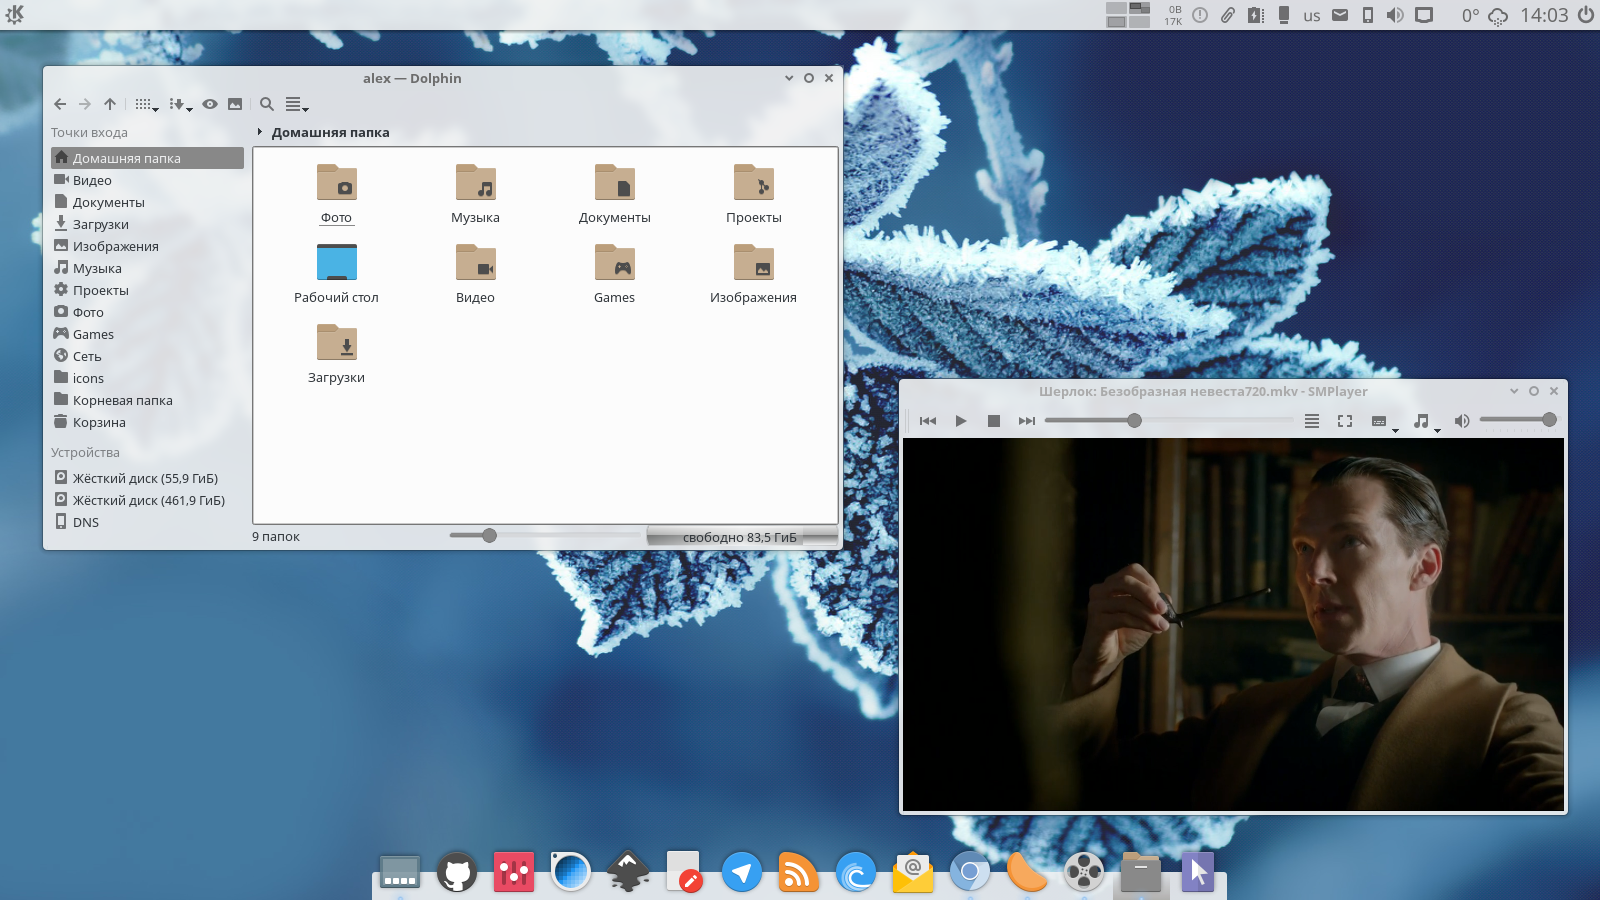 0B
17K
us
0°
14:03
alex — Dolphin
Точки входа
Домашняя папка
Видео
Документы
Загрузки
Изображения
Музыка
Проекты
Фото
Games
Сеть
icons
Корневая папка
Корзина
Устройства
Жёсткий диск (55,9 ГиБ)
Жёсткий диск (461,9 ГиБ)
DNS
Домашняя папка
Фото
Музыка
Документы
Проекты
Рабочий стол
Видео
Games
Изображения
Загрузки
9 папок
свободно 83,5 ГиБ
Шерлок: Безобразная невеста720.mkv - SMPlayer